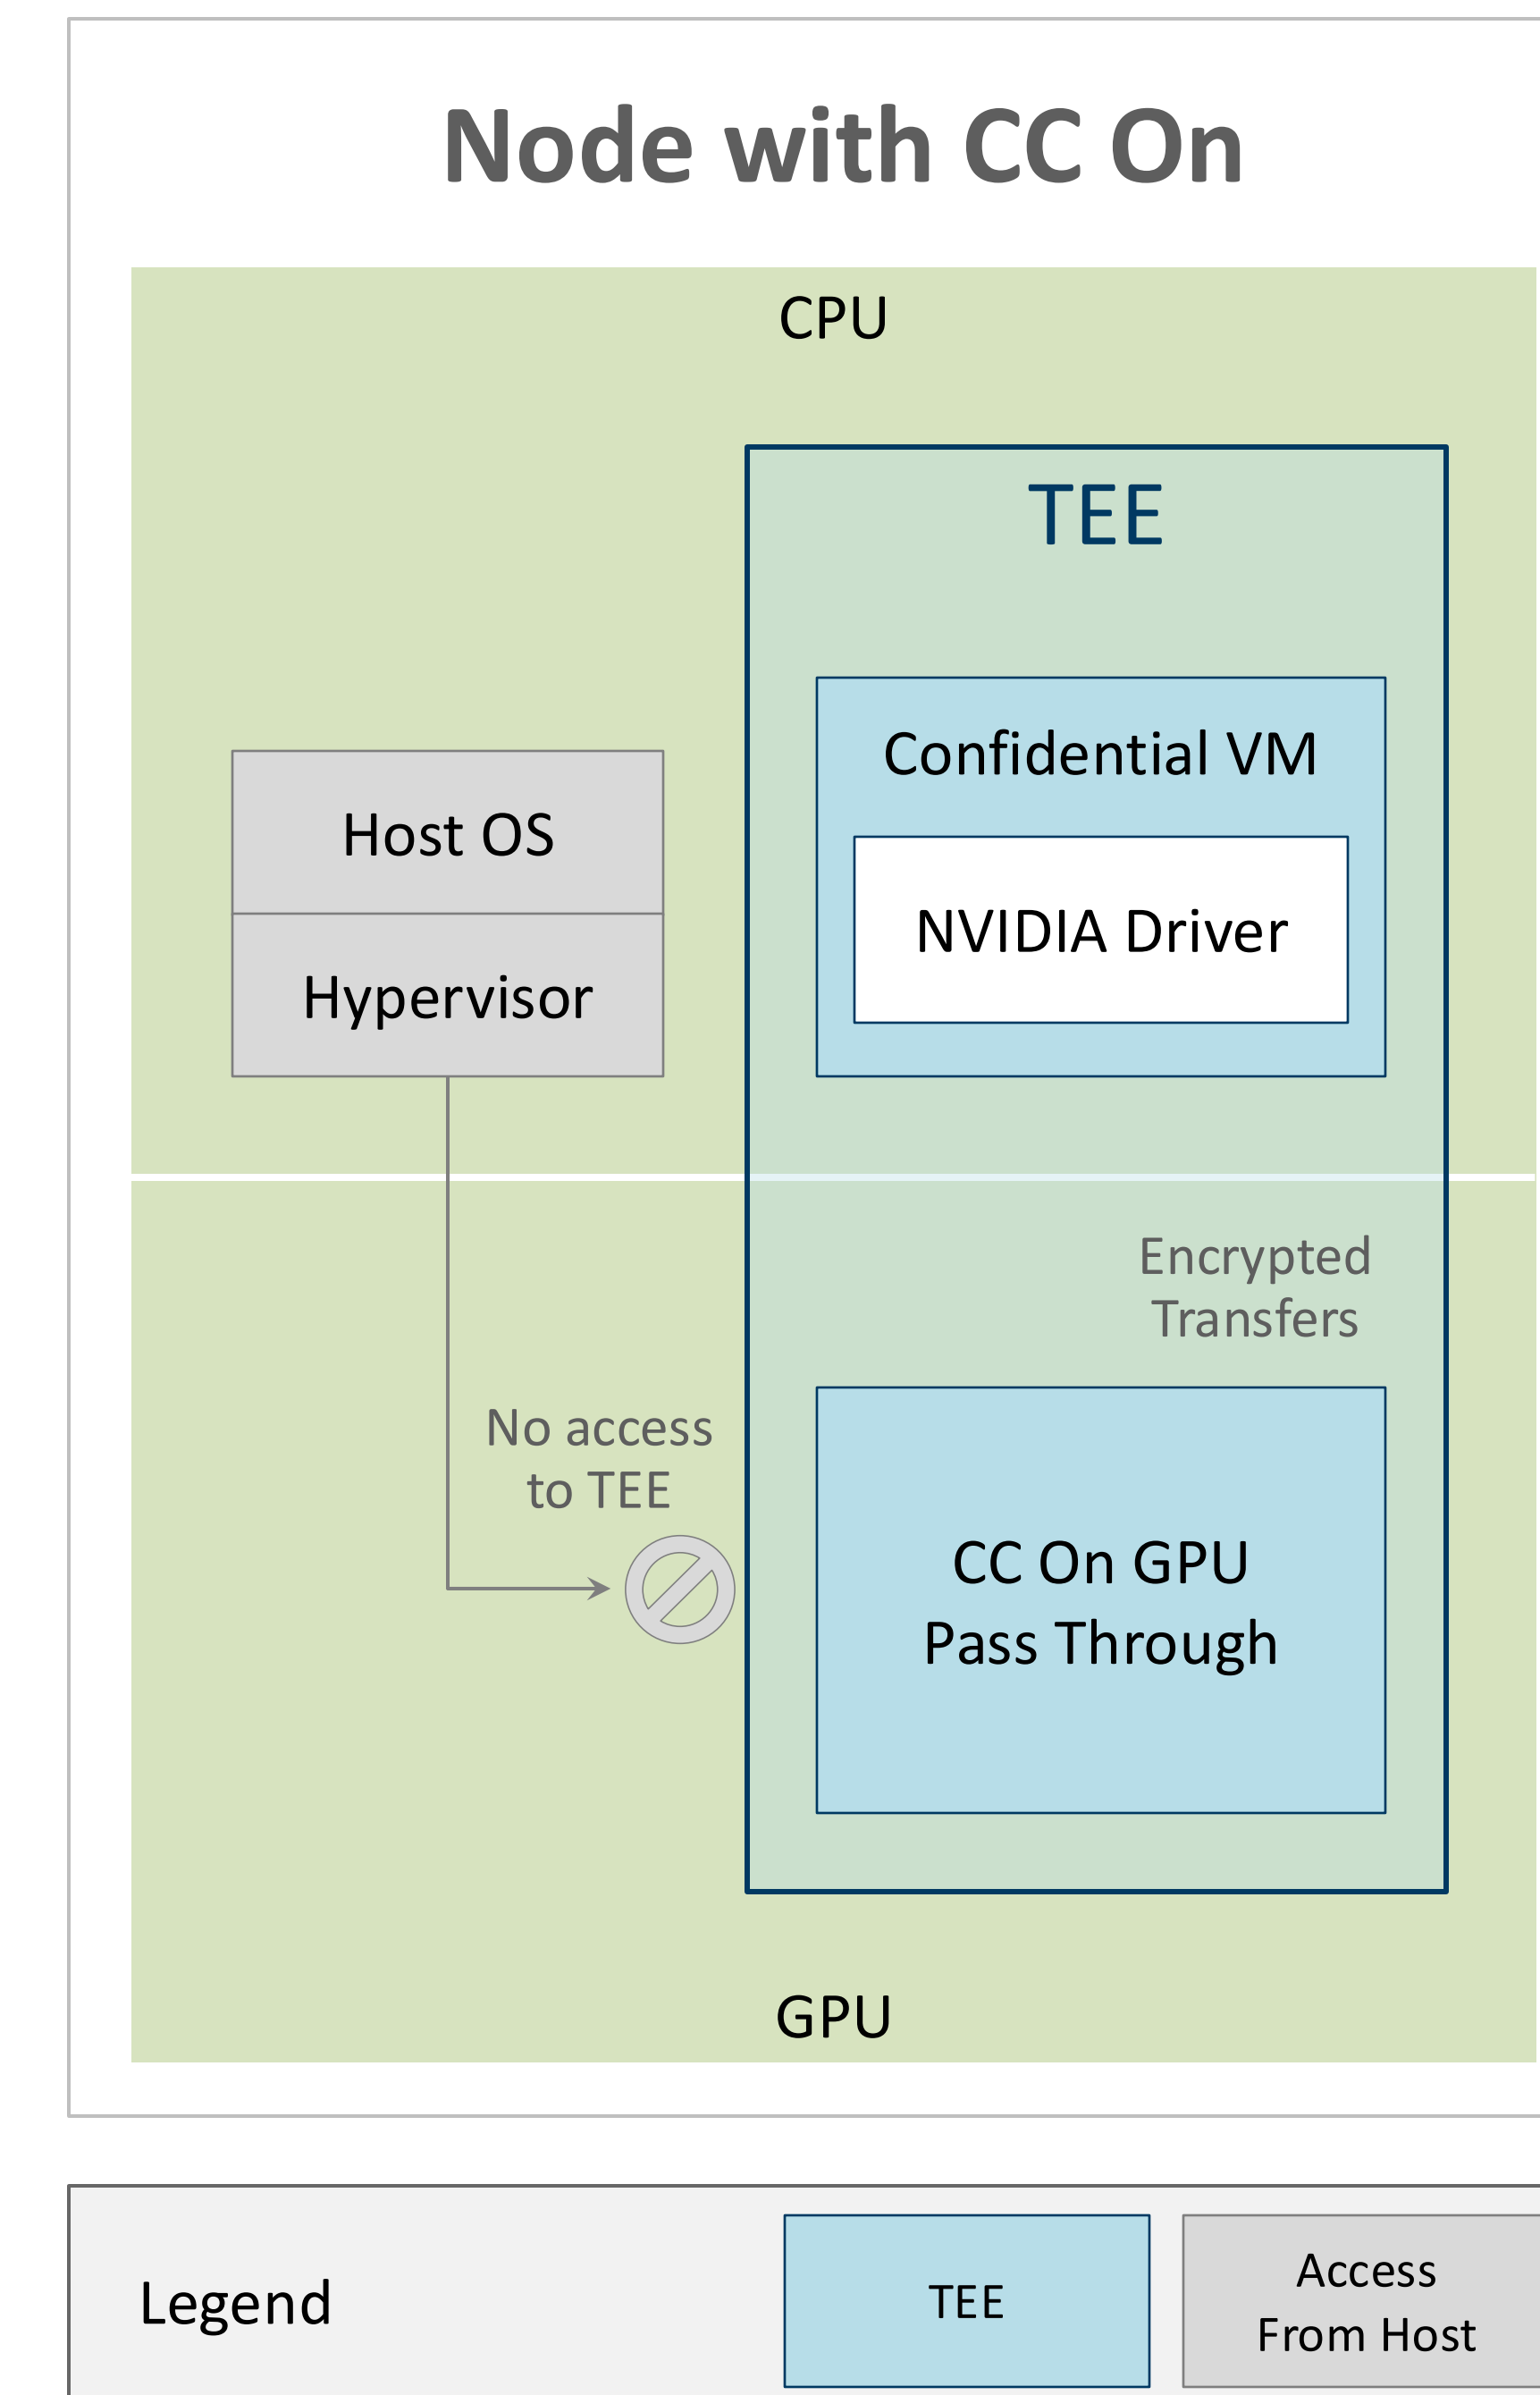 Node with CC On
CPU
TEE
Confidential VM
Host OS
NVIDIA Driver
Hypervisor
Encrypted
Transfers
No access
to TEE
CC On GPU
Pass Through
GPU
Legend
TEE
Access
From Host